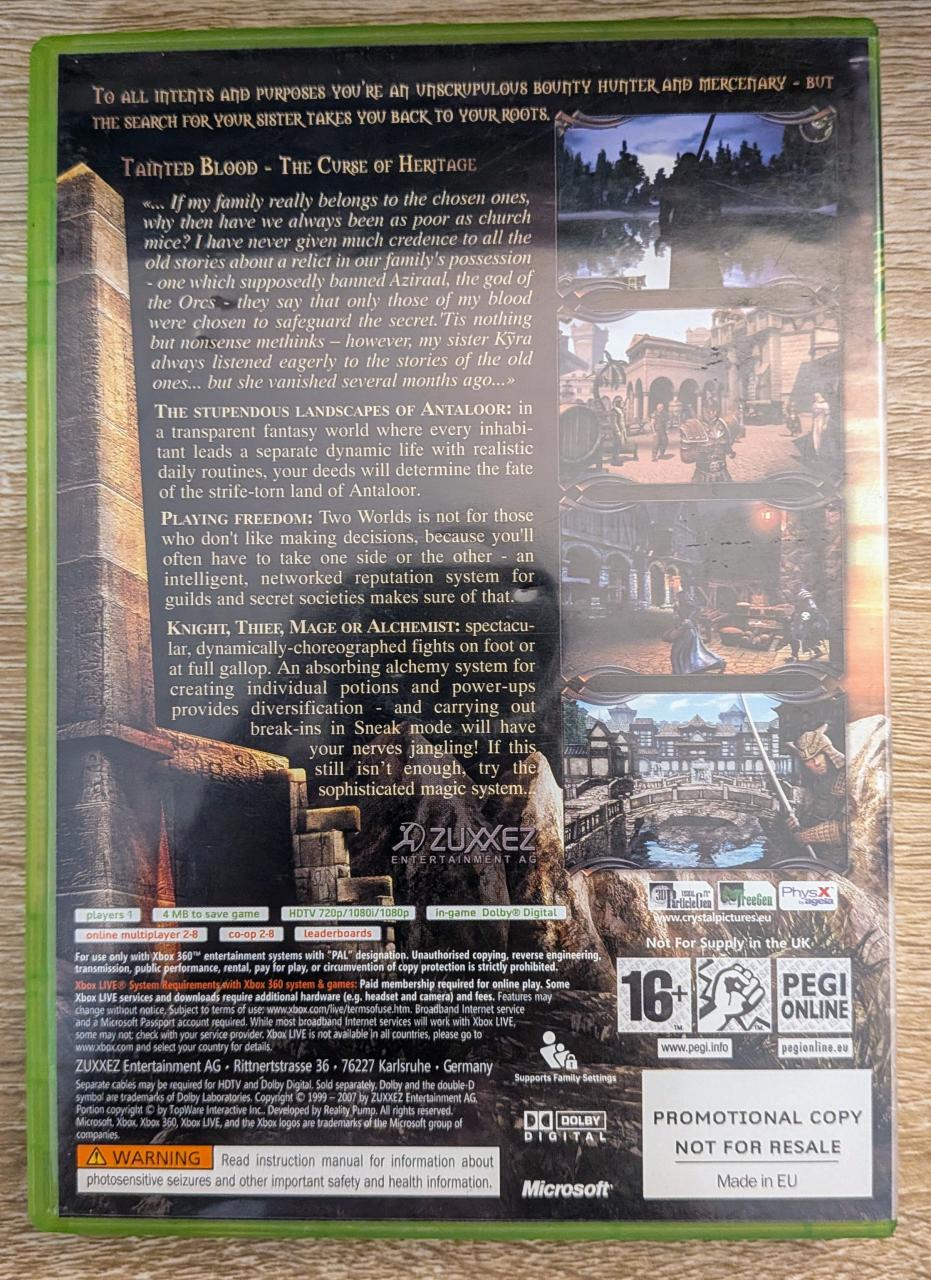 TO ALL INTENTS AND PURPOSES YOU'RE AN UNSCRUPULOUS BOUNTY HUNTER AND MERCENARY - BUT
THE SEARCH FOR YOUR SISTER TAKES YOU BACK TO YOUR ROOTS.
TAINTED BLOOD - THE CURSE OF HERITAGE
«... If my family really belongs to the chosen ones,
why then have we always been as poor as church
mice? I have never given much credence to all the
old stories about a relict in our family's possession
- one which supposedly banned Aziraal, the god of
the Orcs - they say that only those of my blood
were chosen to safeguard the secret. 'Tis nothing
but nonsense methinks – however, my sister Kÿra
always listened eagerly to the stories of the old
ones... but she vanished several months ago...»
THE STUPENDOUS LANDSCAPES OF ANTALOOR: in
a transparent fantasy world where every inhabi-
tant leads a separate dynamic life with realistic
daily routines, your deeds will determine the fate
of the strife-torn land of Antaloor.
PLAYING FREEDOM: Two Worlds is not for those
who don't like making decisions, because you'll
often have to take one side or the other - an
intelligent, networked reputation system for
guilds and secret societies makes sure of that.
KNIGHT, THIEF, MAGE OR ALCHEMIST: spectacu-
lar, dynamically-choreographed fights on foot or
at full gallop. An absorbing alchemy system for
creating individual potions and power-ups
provides diversification - and carrying out
break-ins in Sneak mode will have
your nerves jangling! If this
still isn't enough, try the
sophisticated magic system...
ZUXXEZ
ENTERTAINMENT AG
players 1
4 MB to save game
HDTV 720p/1080i/1080p
in-game Dolby® Digital
online multiplayer 2-8
co-op 2-8
leaderboards
ParticleGen
TreeGen
PhysX
by ageia
www.crystalpictures.eu
Not For Supply in the UK
For use only with Xbox 360™ entertainment systems with "PAL" designation. Unauthorised copying, reverse engineering,
transmission, public performance, rental, pay for play, or circumvention of copy protection is strictly prohibited.
Xbox LIVE® System Requirements with Xbox 360 system & games: Paid membership required for online play. Some
Xbox LIVE services and downloads require additional hardware (e.g. headset and camera) and fees. Features may
change without notice. Subject to terms of use: www.xbox.com/live/termsofuse.htm. Broadband Internet service
and a Microsoft Passport account required. While most broadband Internet services will work with Xbox LIVE,
some may not; check with your service provider. Xbox LIVE is not available in all countries, please go to
www.xbox.com and select your country for details.
ZUXXEZ Entertainment AG • Rittnertstrasse 36 • 76227 Karlsruhe • Germany
Separate cables may be required for HDTV and Dolby Digital. Sold separately. Dolby and the double-D
symbol are trademarks of Dolby Laboratories. Copyright © 1999 – 2007 by ZUXXEZ Entertainment AG.
Portion copyright © by TopWare Interactive Inc.. Developed by Reality Pump. All rights reserved.
Microsoft, Xbox, Xbox 360, Xbox LIVE, and the Xbox logos are trademarks of the Microsoft group of
companies.
WARNING
Read instruction manual for information about
photosensitive seizures and other important safety and health information.
Supports Family Settings
DOLBY
DIGITAL
Microsoft®
16+
™
PEGI
ONLINE
www.pegi.info
pegionline.eu
PROMOTIONAL COPY
NOT FOR RESALE
Made in EU